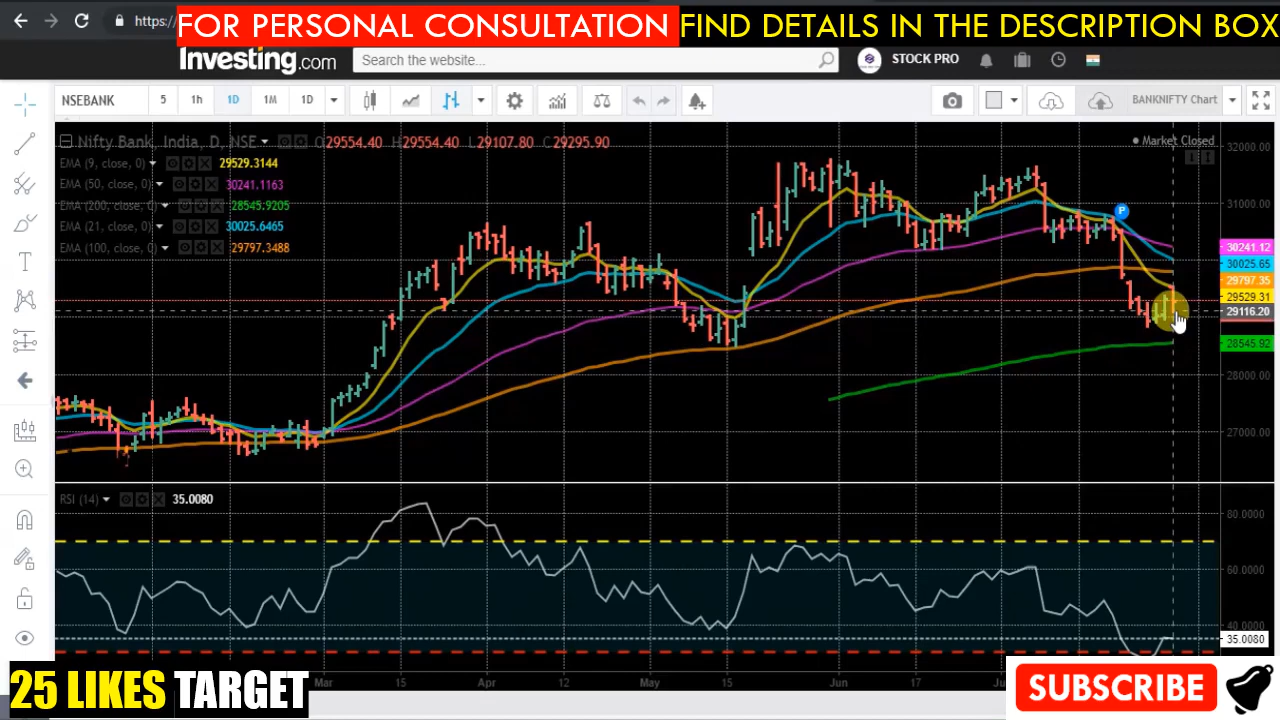 https:/
FOR PERSONAL CONSULTATION FIND DETAILS IN THE DESCRIPTION BOX
Investing.com
Search the website...
STOCK PRO
NSEBANK
5 1h 1D 1M 1D
BANKNIFTY Chart
Nifty Bank, India, D, NSE O29554.40 H29554.40 L29107.80 C29295.90
Market Closed
EMA (9, close, 0) 29529.3144
EMA (50, close, 0) 30241.1163
EMA (200, close, 0) 28545.9205
EMA (21, close, 0) 30025.6465
EMA (100, close, 0) 29797.3488
P
32000.00
31000.00
30241.12
30025.65
29797.35
29529.31
29116.20
28545.92
28000.00
27000.00
RSI (14) 35.0080
80.0000
60.0000
40.0000
35.0080
Mar 15 Apr 12 May 15 Jun 17
25 LIKES TARGET
SUBSCRIBE